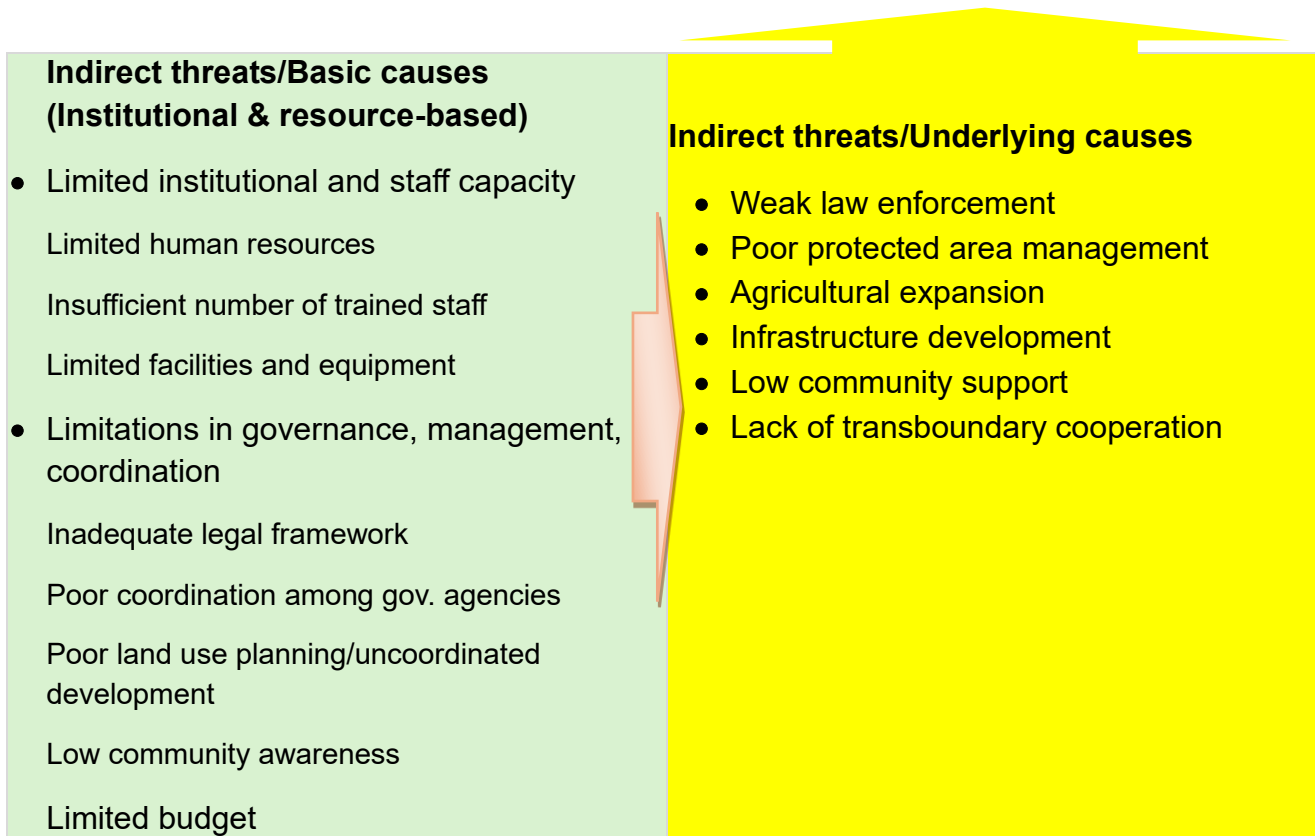 Indirect threats/Basic causes
(Institutional & resource-based)
● Limited institutional and staff capacity
Limited human resources
Insufficient number of trained staff
Limited facilities and equipment
● Limitations in governance, management,
coordination
Inadequate legal framework
Poor coordination among gov. agencies
Poor land use planning/uncoordinated
development
Low community awareness
Limited budget
Indirect threats/Underlying causes
● Weak law enforcement
● Poor protected area management
● Agricultural expansion
● Infrastructure development
● Low community support
● Lack of transboundary cooperation